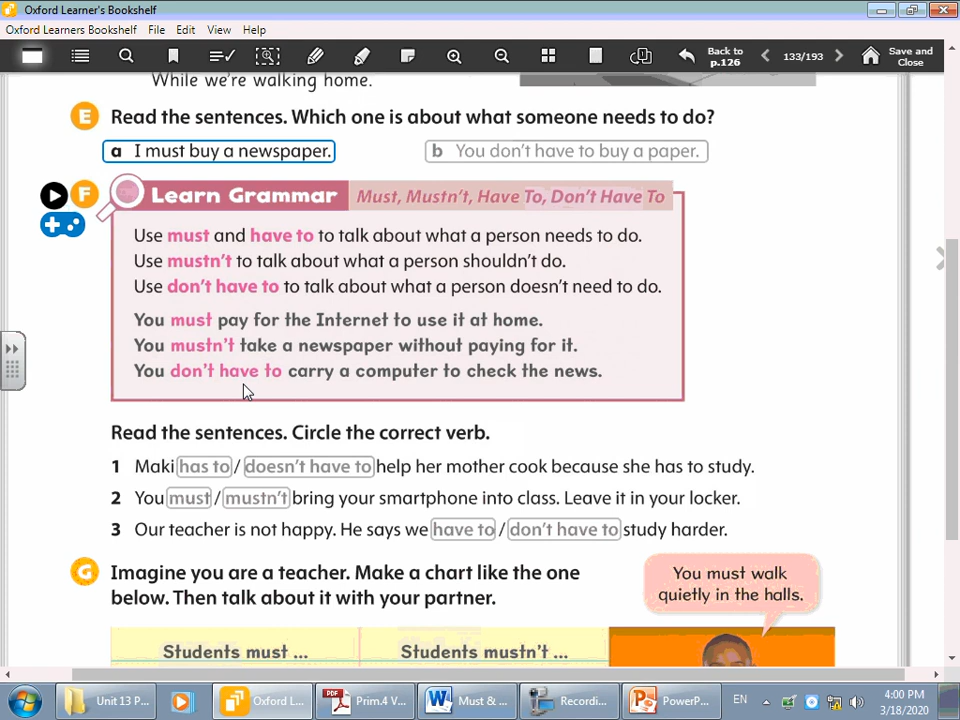 Oxford Learner's Bookshelf
Oxford Learners Bookshelf File Edit View Help
Back to p.126
133/193
Save and Close
While we're walking home.
E Read the sentences. Which one is about what someone needs to do?
a I must buy a newspaper. b You don't have to buy a paper.
F Learn Grammar Must, Mustn't, Have To, Don't Have To
Use must and have to to talk about what a person needs to do.
Use mustn't to talk about what a person shouldn't do.
Use don't have to to talk about what a person doesn't need to do.
You must pay for the Internet to use it at home.
You mustn't take a newspaper without paying for it.
You don't have to carry a computer to check the news.
Read the sentences. Circle the correct verb.
1 Maki has to / doesn't have to help her mother cook because she has to study.
2 You must / mustn't bring your smartphone into class. Leave it in your locker.
3 Our teacher is not happy. He says we have to / don't have to study harder.
G Imagine you are a teacher. Make a chart like the one
below. Then talk about it with your partner.
You must walk
quietly in the halls.
Students must ... Students mustn't ...
Unit 13 P... Oxford L... Prim.4 V... Must & ... Recordi... PowerP... EN
4:00 PM
3/18/2020